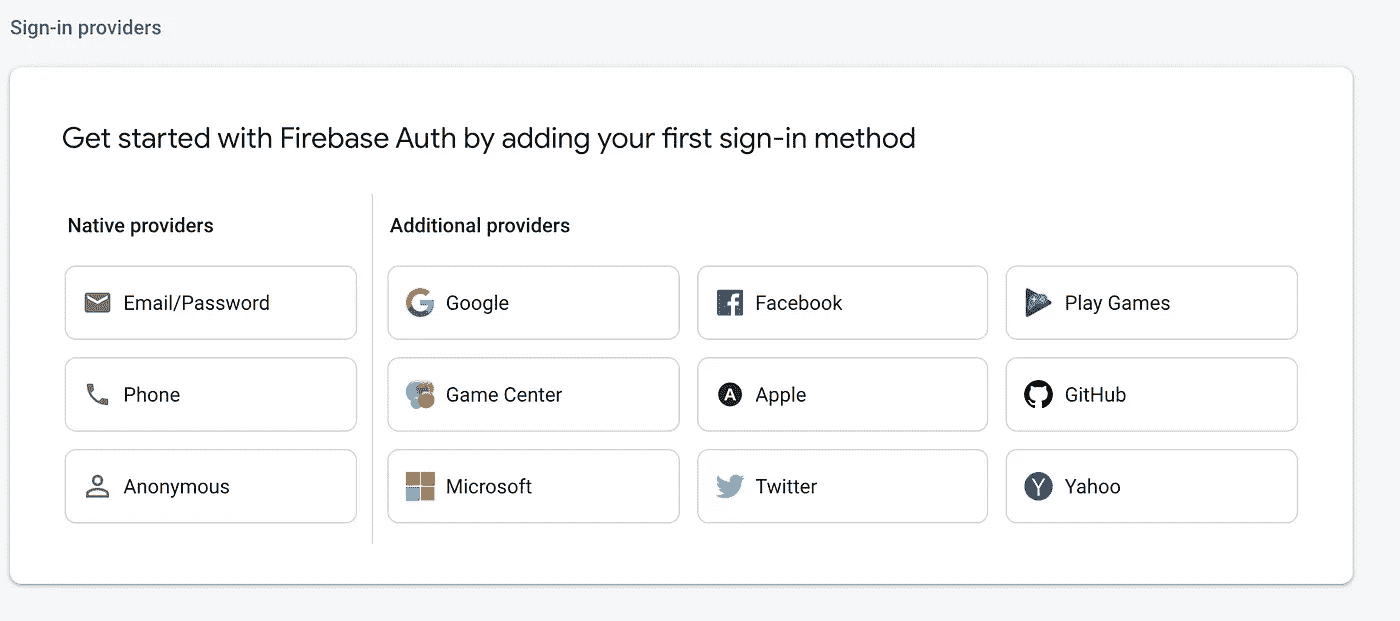 Sign-in providers
Get started with Firebase Auth by adding your first sign-in method
Native providers
Email/Password
Phone
Anonymous
Additional providers
Google
Facebook
Play Games
Game Center
Apple
GitHub
Microsoft
Twitter
Yahoo